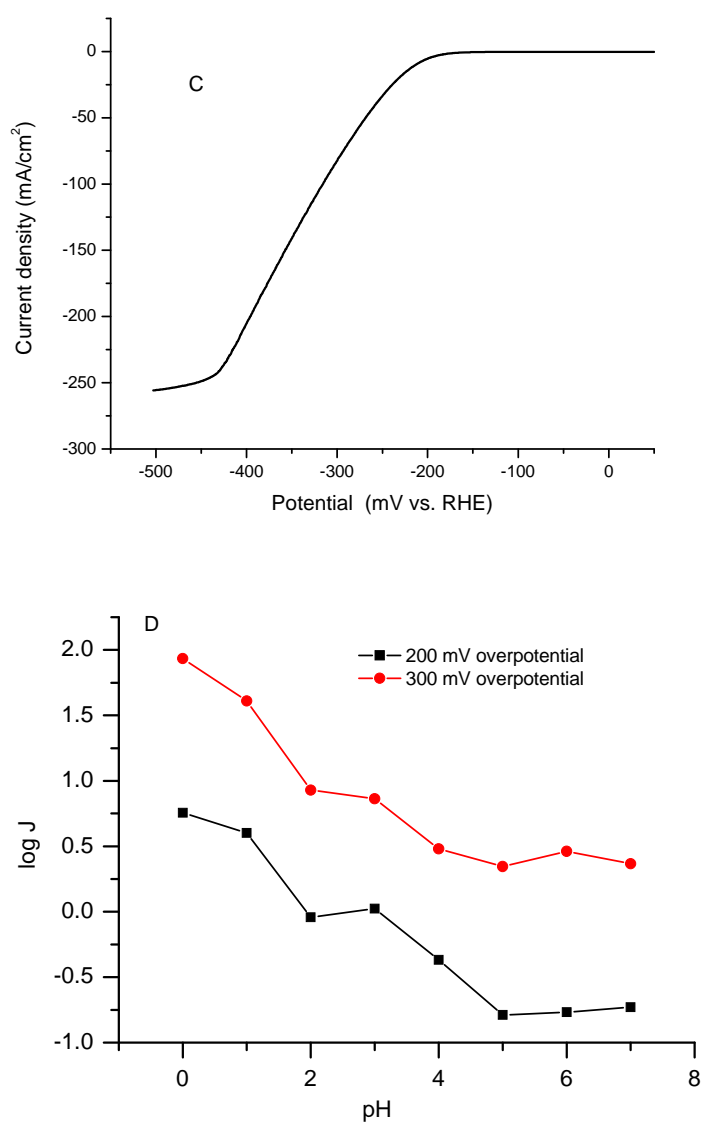 0
C
-50
-100
-150
-200
-250
-300
Current density (mA/cm²)
-500 -400 -300 -200 -100 0
Potential (mV vs. RHE)
D
2.0
1.5
1.0
0.5
0.0
-0.5
-1.0
log J
200 mV overpotential
300 mV overpotential
0 2 4 6 8
pH